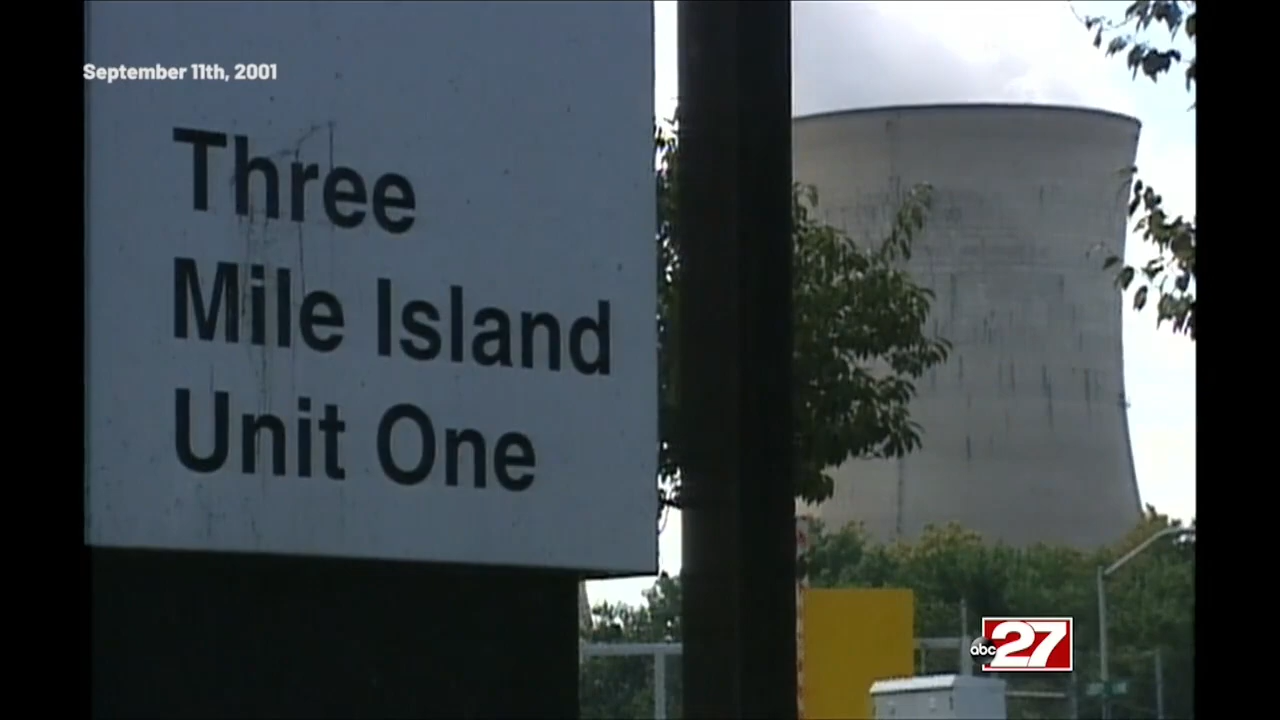 September 11th, 2001
Three
Mile Island
Unit One
abc 27